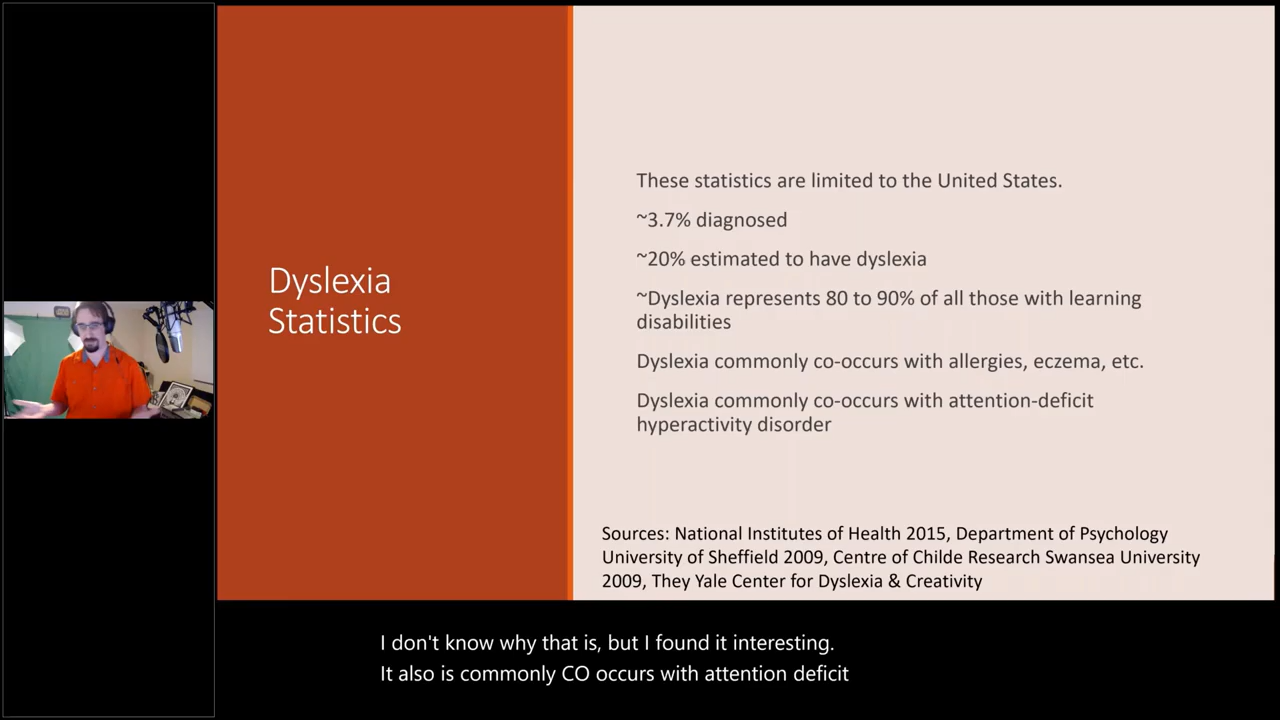 Dyslexia
Statistics
These statistics are limited to the United States.
~3.7% diagnosed
~20% estimated to have dyslexia
~Dyslexia represents 80 to 90% of all those with learning
disabilities
Dyslexia commonly co-occurs with allergies, eczema, etc.
Dyslexia commonly co-occurs with attention-deficit
hyperactivity disorder
Sources: National Institutes of Health 2015, Department of Psychology
University of Sheffield 2009, Centre of Childe Research Swansea University
2009, They Yale Center for Dyslexia & Creativity
I don't know why that is, but I found it interesting.
It also is commonly CO occurs with attention deficit